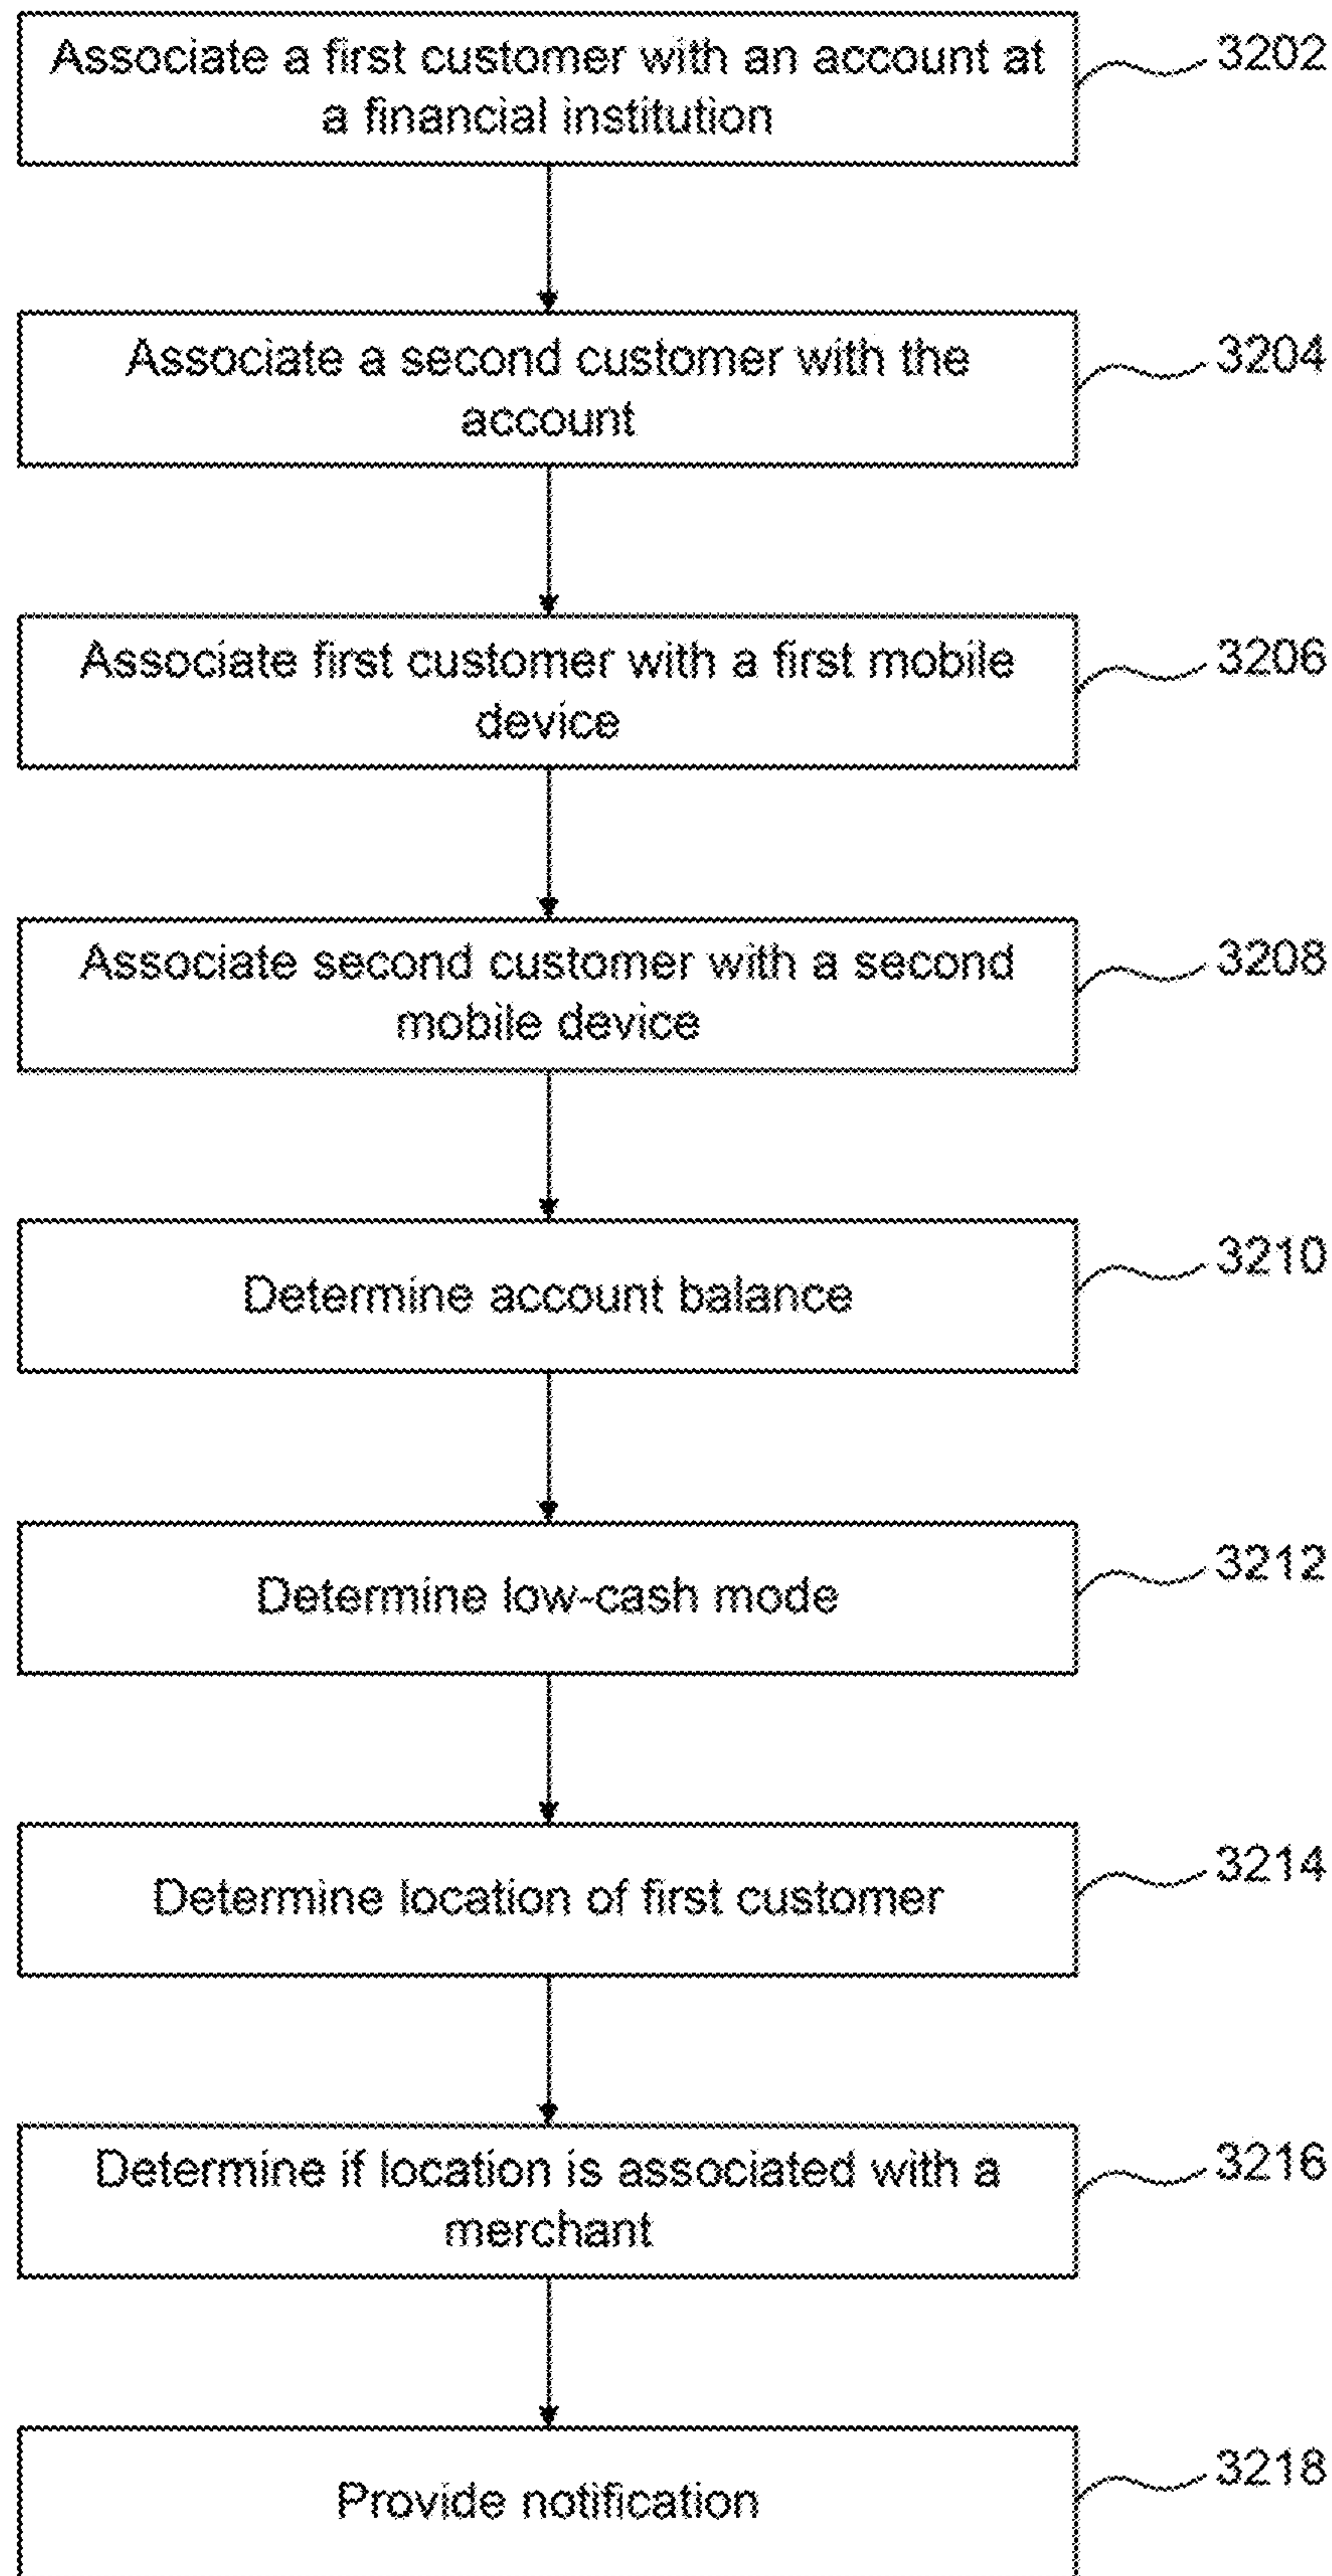 Associate a first customer with an account at
a financial institution
3202
Associate a second customer with the
account
3204
Associate first customer with a first mobile
device
3206
Associate second customer with a second
mobile device
3208
Determine account balance
3210
Determine low-cash mode
3212
Determine location of first customer
3214
Determine if location is associated with a
merchant
3216
Provide notification
3218